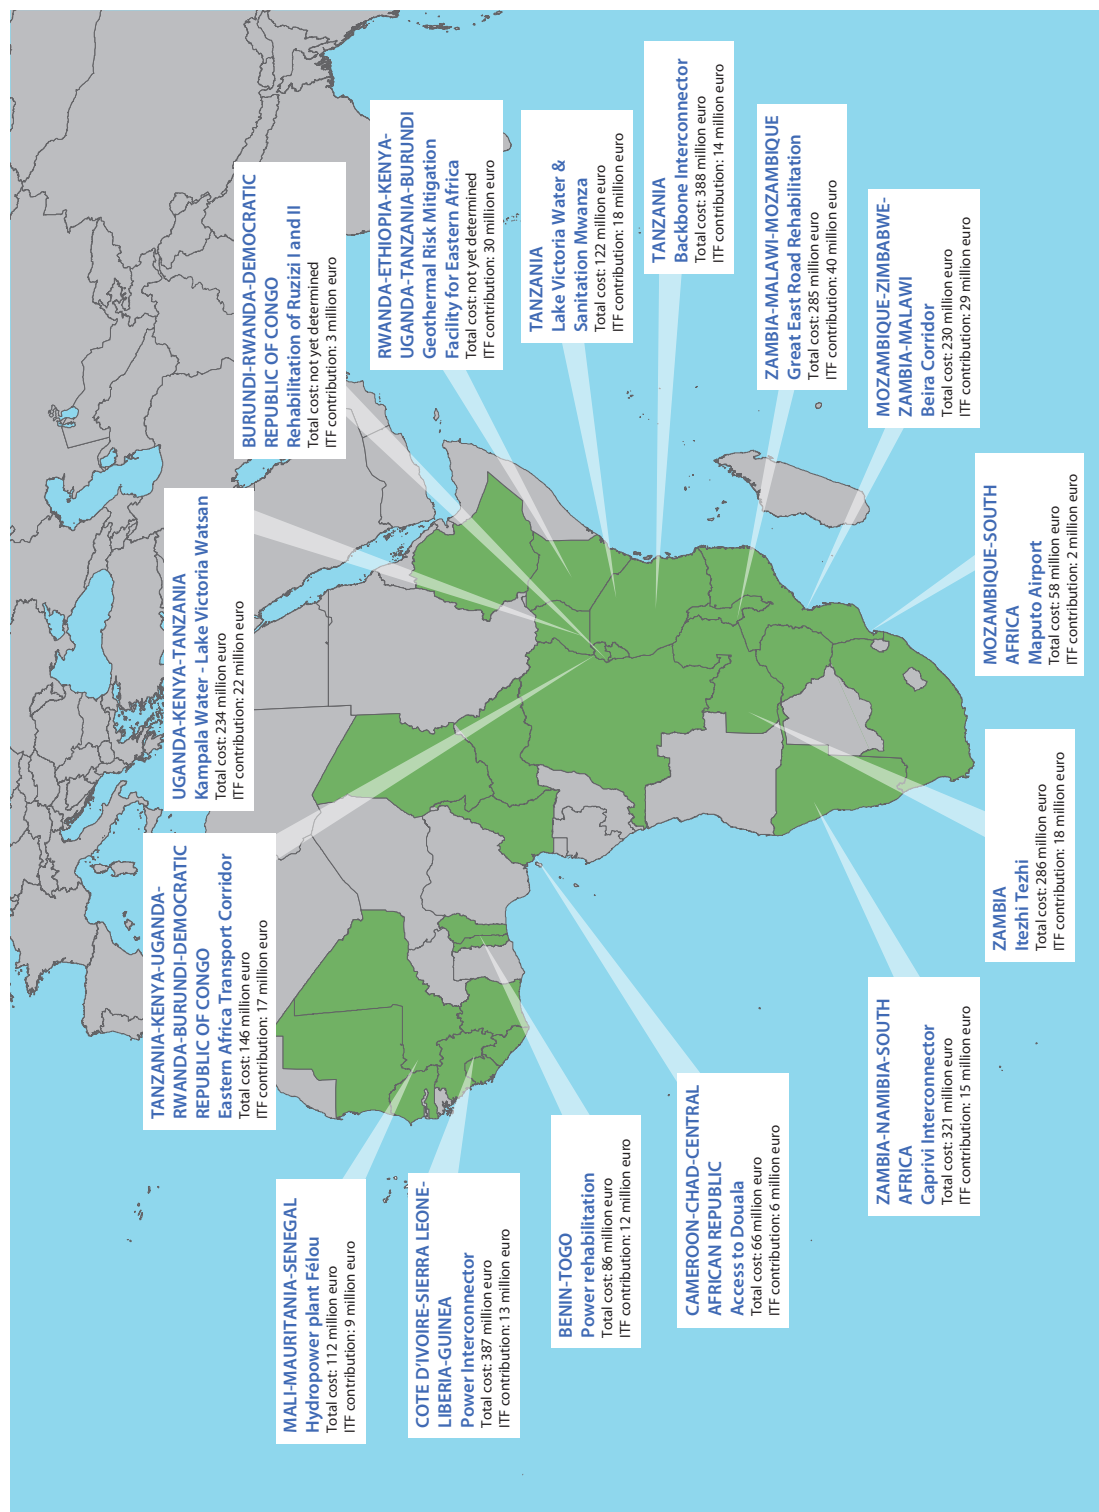 MALI-MAURITANIA-SENEGAL
Hydropower plant Félou
Total cost: 112 million euro
ITF contribution: 9 million euro
COTE D'IVOIRE-SIERRA LEONE-
LIBERIA-GUINEA
Power Interconnector
Total cost: 387 million euro
ITF contribution: 13 million euro
BENIN-TOGO
Power rehabilitation
Total cost: 86 million euro
ITF contribution: 12 million euro
CAMEROON-CHAD-CENTRAL
AFRICAN REPUBLIC
Access to Douala
Total cost: 66 million euro
ITF contribution: 6 million euro
ZAMBIA-NAMIBIA-SOUTH
AFRICA
Caprivi Interconnector
Total cost: 321 million euro
ITF contribution: 15 million euro
TANZANIA-KENYA-UGANDA-
RWANDA-BURUNDI-DEMOCRATIC
REPUBLIC OF CONGO
Eastern Africa Transport Corridor
Total cost: 146 million euro
ITF contribution: 17 million euro
UGANDA-KENYA-TANZANIA
Kampala Water - Lake Victoria Watsan
Total cost: 234 million euro
ITF contribution: 22 million euro
ZAMBIA
Itezhi Tezhi
Total cost: 286 million euro
ITF contribution: 18 million euro
BURUNDI-RWANDA-DEMOCRATIC
REPUBLIC OF CONGO
Rehabilitation of Ruzizi I and II
Total cost: not yet determined
ITF contribution: 3 million euro
RWANDA-ETHIOPIA-KENYA-
UGANDA-TANZANIA-BURUNDI
Geothermal Risk Mitigation
Facility for Eastern Africa
Total cost: not yet determined
ITF contribution: 30 million euro
TANZANIA
Lake Victoria Water &
Sanitation Mwanza
Total cost: 122 million euro
ITF contribution: 18 million euro
TANZANIA
Backbone Interconnector
Total cost: 388 million euro
ITF contribution: 14 million euro
ZAMBIA-MALAWI-MOZAMBIQUE
Great East Road Rehabilitation
Total cost: 285 million euro
ITF contribution: 40 million euro
MOZAMBIQUE-ZIMBABWE-
ZAMBIA-MALAWI
Beira Corridor
Total cost: 230 million euro
ITF contribution: 29 million euro
MOZAMBIQUE-SOUTH
AFRICA
Maputo Airport
Total cost: 58 million euro
ITF contribution: 2 million euro